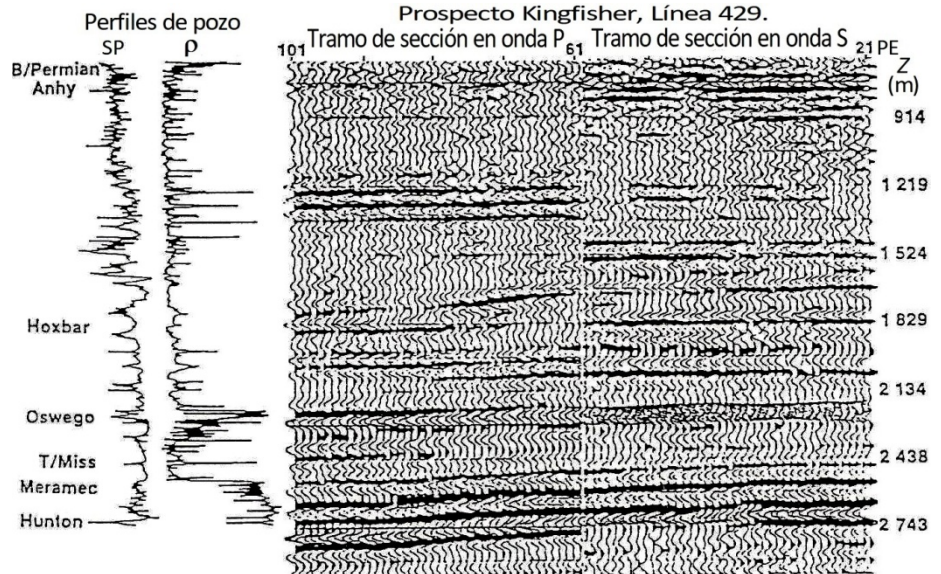 Prospecto Kingfisher, Línea 429.
Perfiles de pozo
SP ρ
101 Tramo de sección en onda P 61 Tramo de sección en onda S 21 PE
Z
(m)
B/Permian
Anhy
914
1 219
1 524
Hoxbar
1 829
2 134
Oswego
T/Miss
2 438
Meramec
Hunton
2 743